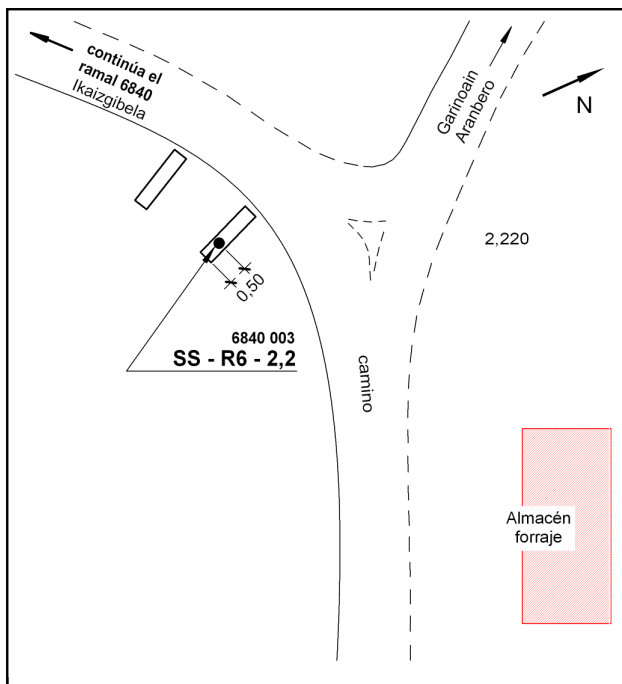 continúa el
ramal 6840
Ikaizgibela
Garinoain
Aranbero
N
2,220
0,50
6840 003
SS - R6 - 2,2
camino
Almacén
forraje